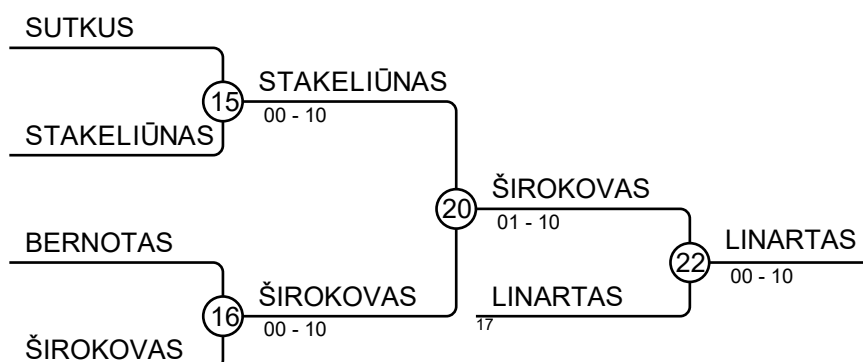 SUTKUS
15
STAKELIŪNAS
00 - 10
STAKELIŪNAS
20
ŠIROKOVAS
01 - 10
BERNOTAS
22
LINARTAS
00 - 10
16
ŠIROKOVAS
00 - 10
LINARTAS
17
ŠIROKOVAS